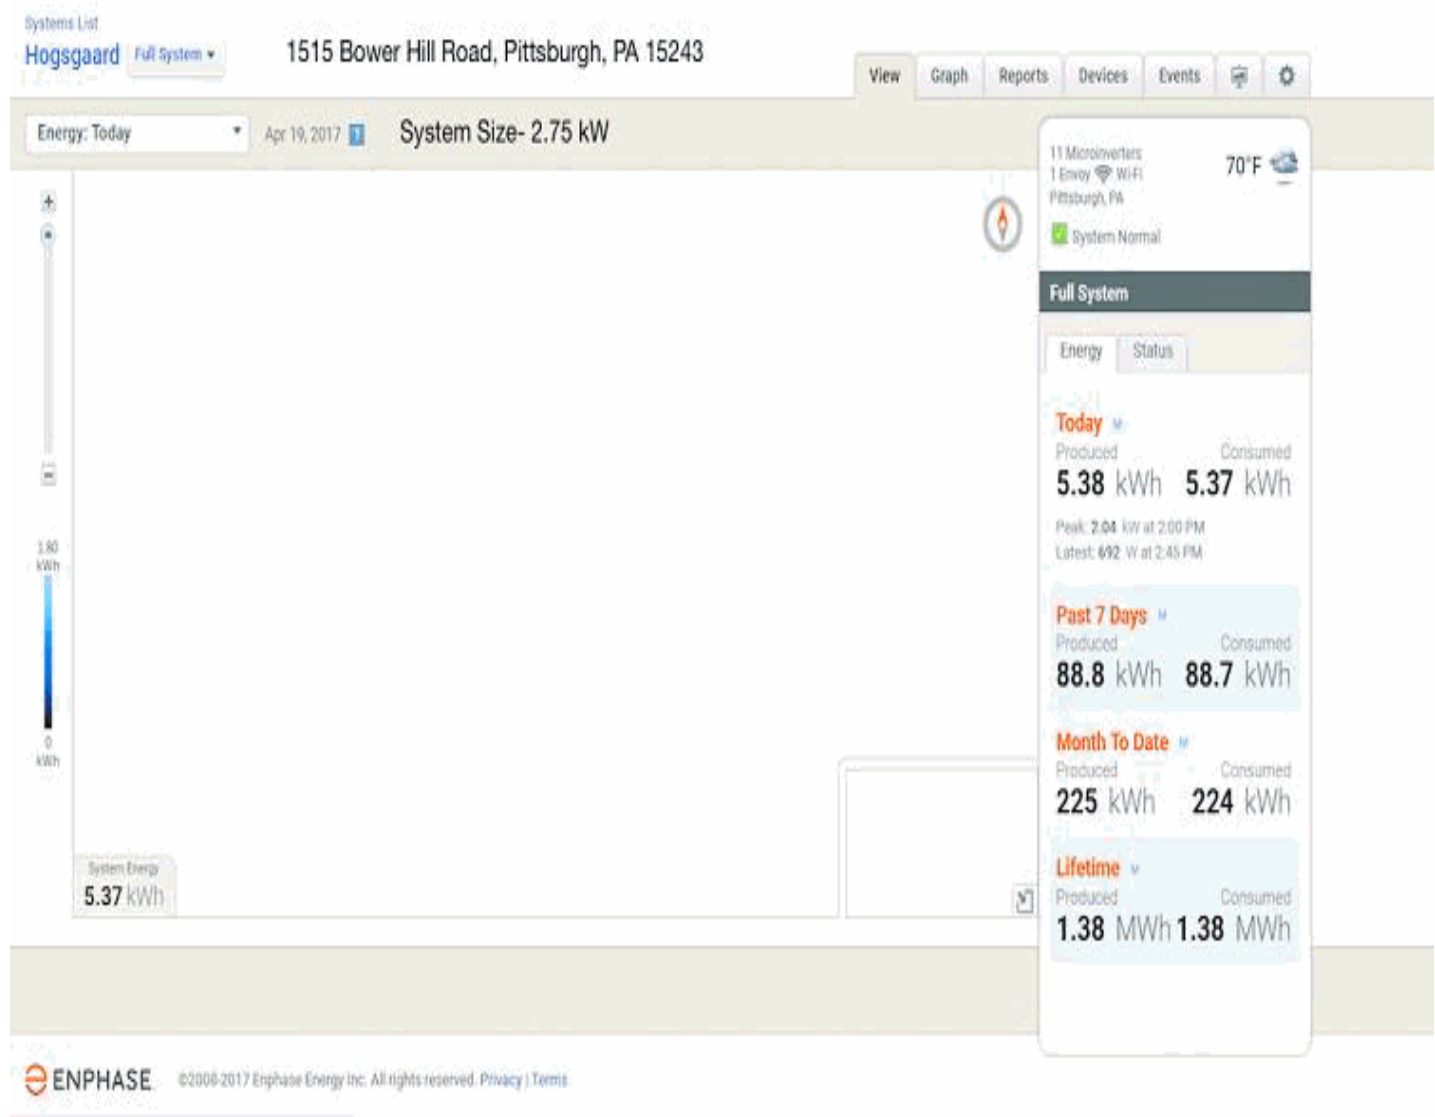 Systems List
Hogsgaard Full System
1515 Bower Hill Road, Pittsburgh, PA 15243
View Graph Reports Devices Events
Energy: Today
Apr 19, 2017
System Size- 2.75 kW
11 Microinverters
1 Envoy Wi-Fi
Pittsburgh, PA
70°F
System Normal
Full System
Energy Status
Today M
Produced Consumed
5.38 kWh 5.37 kWh
Peak: 2.04 kW at 2:00 PM
Latest: 692 W at 2:45 PM
Past 7 Days M
Produced Consumed
88.8 kWh 88.7 kWh
Month To Date M
Produced Consumed
225 kWh 224 kWh
Lifetime M
Produced Consumed
1.38 MWh 1.38 MWh
kWh
0
kWh
System Energy
5.37 kWh
ENPHASE
©2008-2017 Enphase Energy Inc. All rights reserved. Privacy | Terms